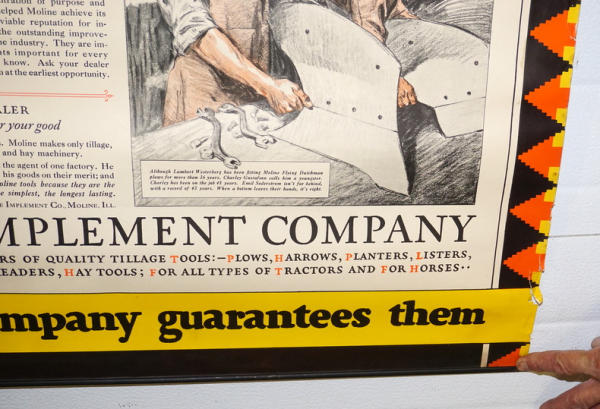 tration of purpose and
elped Moline achieve its
viable reputation for in-
the outstanding improve-
he industry. They are im-
nts important for every
know. Ask your dealer
n at the earliest opportunity.
ALER
r your good
s. Moline makes only tillage,
and hay machinery.
the agent of one factory. He
his goods on their merit; and
oline tools because they are the
e simplest, the longest lasting.
E IMPLEMENT CO., MOLINE, ILL.
Although Lambert Westerberg has been fitting Moline Flying Dutchman
plows for more than 36 years, Charley Gustafson calls him a youngster.
Charley has been on the job 41 years. Emil Soderstrom isn't far behind,
with a record of 41 years. When a bottom leaves their hands, it's right.
MPLEMENT COMPANY
RS OF QUALITY TILLAGE TOOLS:—PLOWS, HARROWS, PLANTERS, LISTERS,
EADERS, HAY TOOLS; FOR ALL TYPES OF TRACTORS AND FOR HORSES··
mpany guarantees them